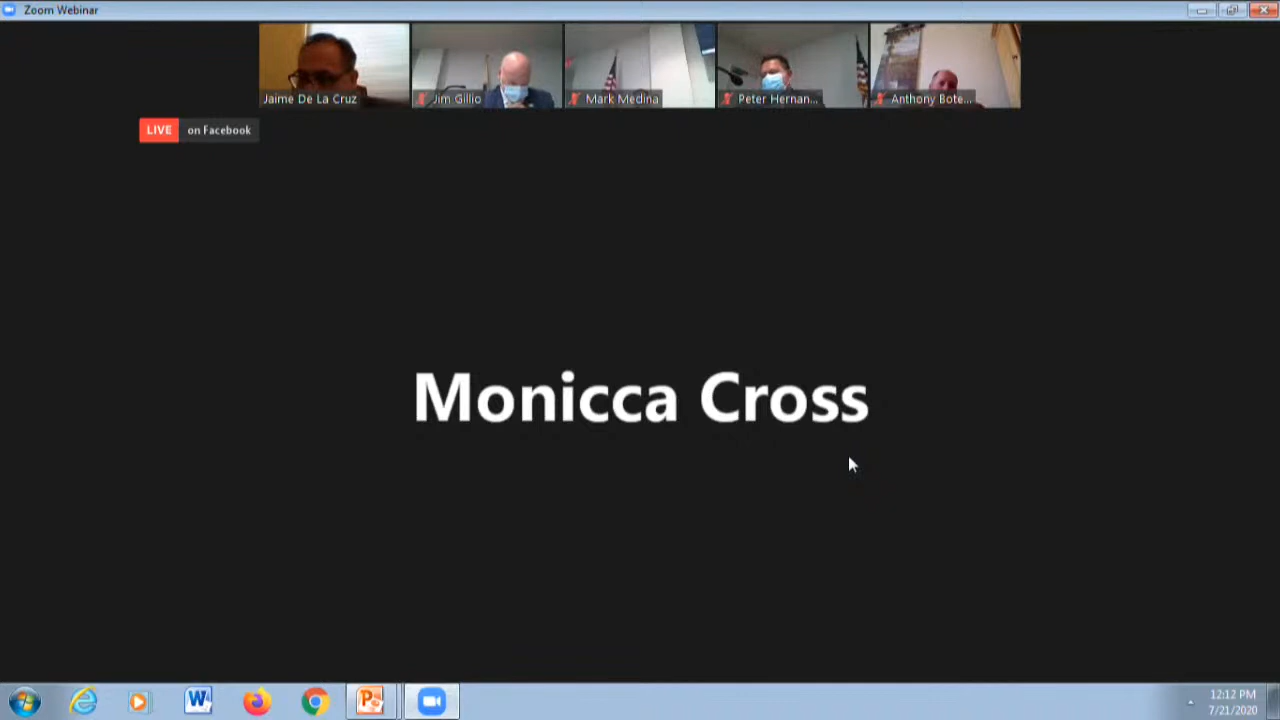 Zoom Webinar
Jaime De La Cruz
Jim Gillio
Mark Medina
Peter Hernan...
Anthony Bote...
LIVE on Facebook
Monicca Cross
12:12 PM
7/21/2020